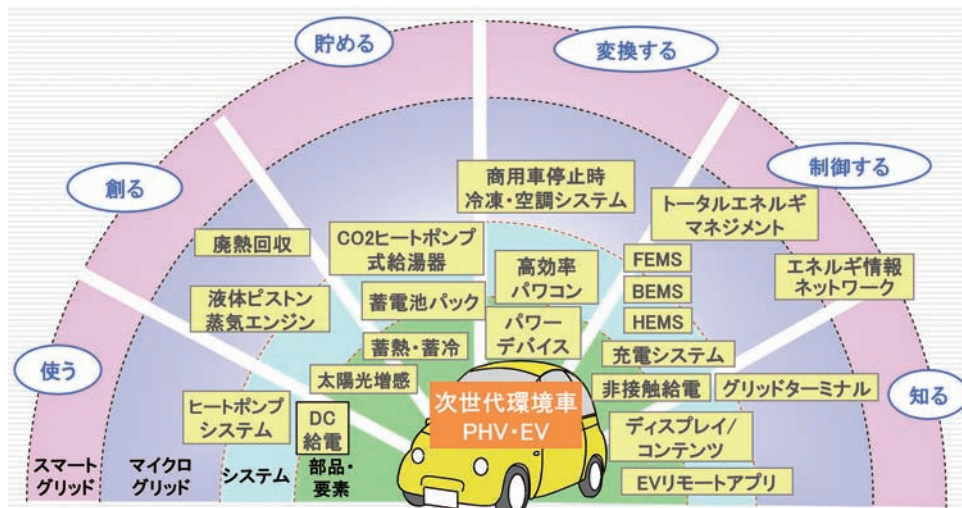 貯める
変換する
創る
制御する
使う
知る
商用車停止時
冷凍・空調システム
トータルエネルギ
マネジメント
廃熱回収
CO2ヒートポンプ
式給湯器
高効率
パワコン
FEMS
BEMS
HEMS
エネルギ情報
ネットワーク
液体ピストン
蒸気エンジン
蓄電池パック
パワー
デバイス
蓄熱・蓄冷
充電システム
太陽光増感
非接触給電
グリッドターミナル
ヒートポンプ
システム
DC
給電
次世代環境車
PHV・EV
ディスプレイ/
コンテンツ
EVリモートアプリ
スマート
グリッド
マイクロ
グリッド
システム
部品・
要素